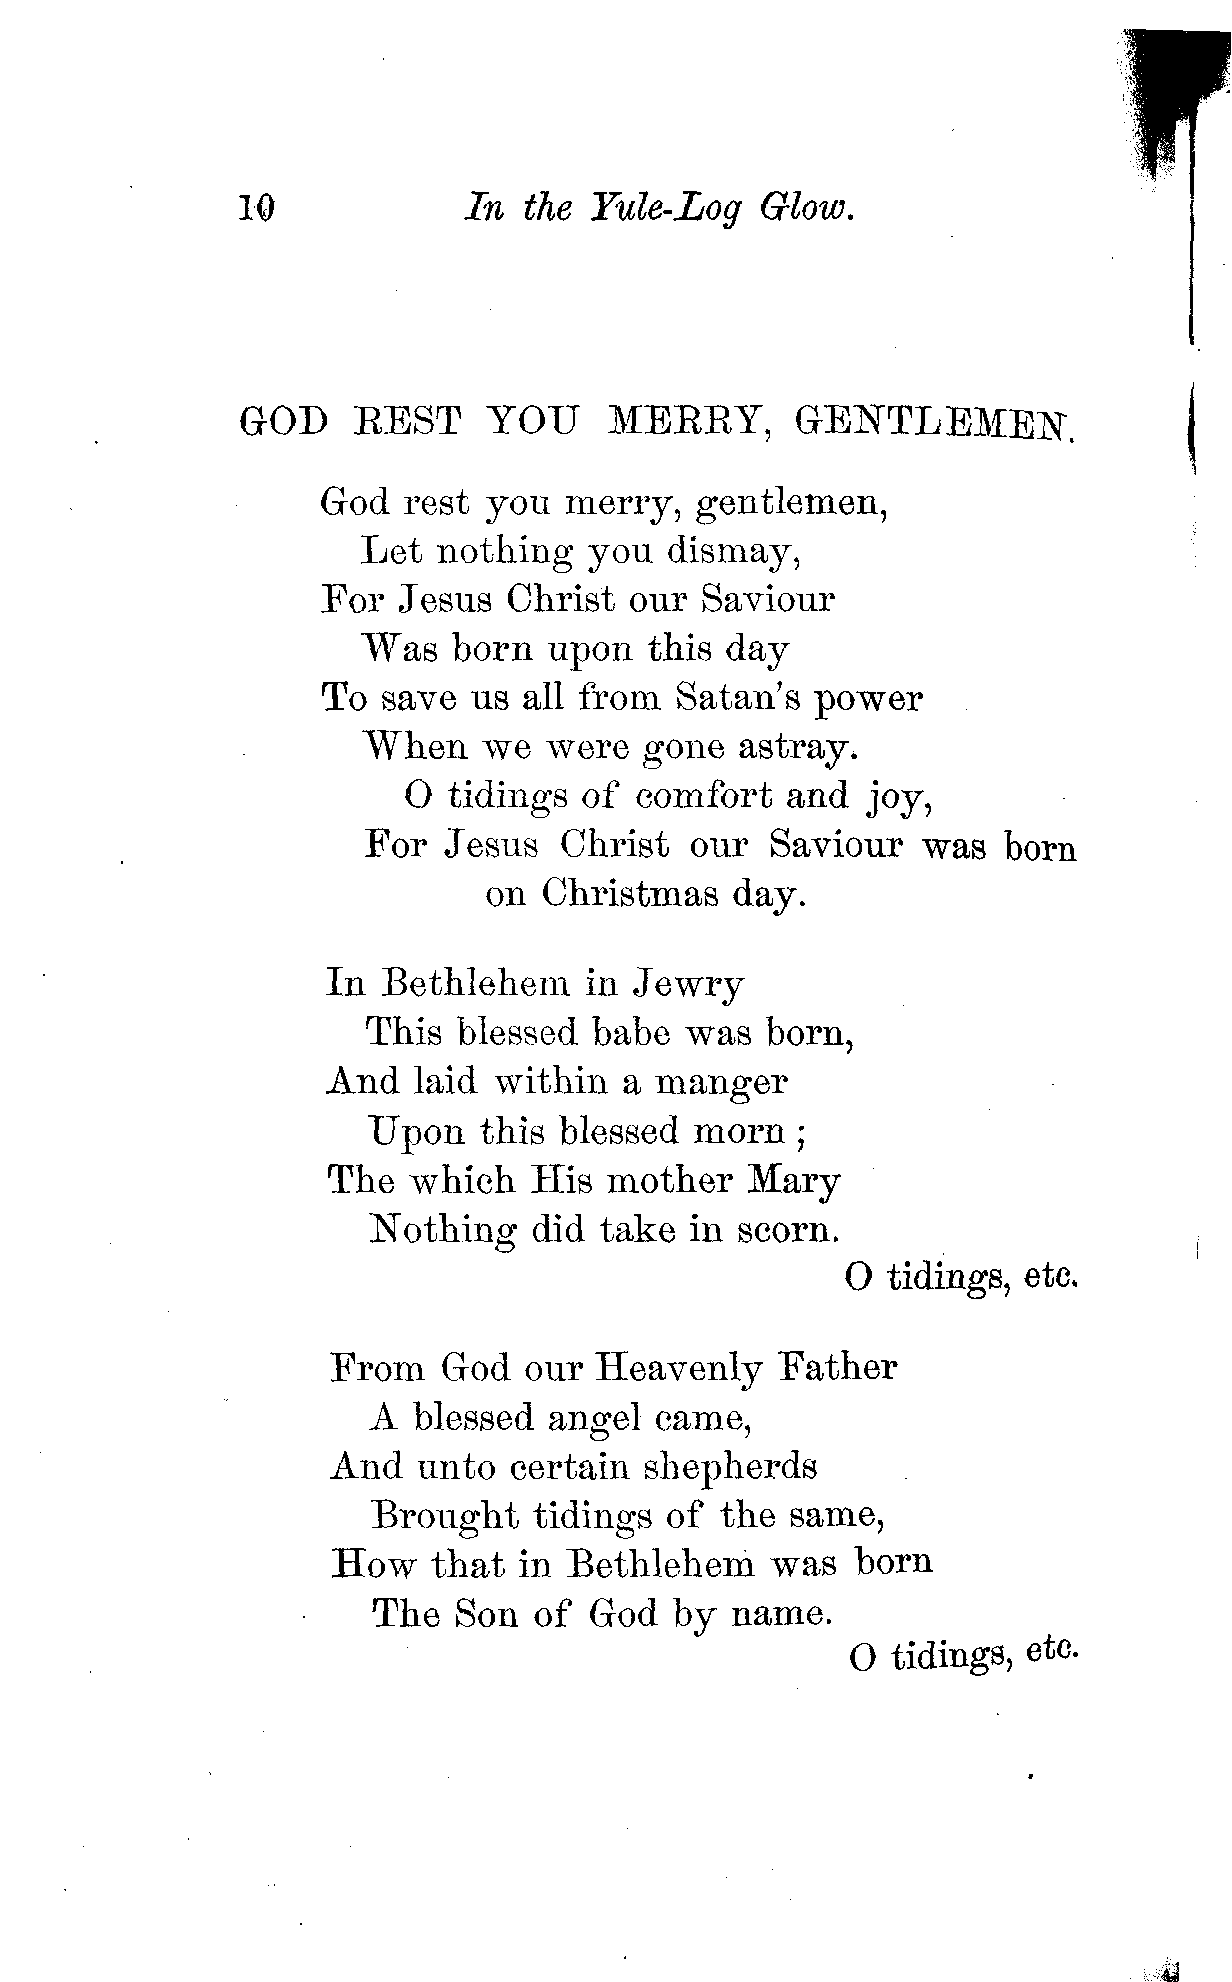 10 In the Yule-Log Glow.
GOD REST YOU MERRY, GENTLEMEN.
God rest you merry, gentlemen,
Let nothing you dismay,
For Jesus Christ our Saviour
Was born upon this day
To save us all from Satan's power
When we were gone astray.
O tidings of comfort and joy,
For Jesus Christ our Saviour was born
on Christmas day.
In Bethlehem in Jewry
This blessed babe was born,
And laid within a manger
Upon this blessed morn ;
The which His mother Mary
Nothing did take in scorn.
O tidings, etc.
From God our Heavenly Father
A blessed angel came,
And unto certain shepherds
Brought tidings of the same,
How that in Bethlehem was born
The Son of God by name.
O tidings, etc.